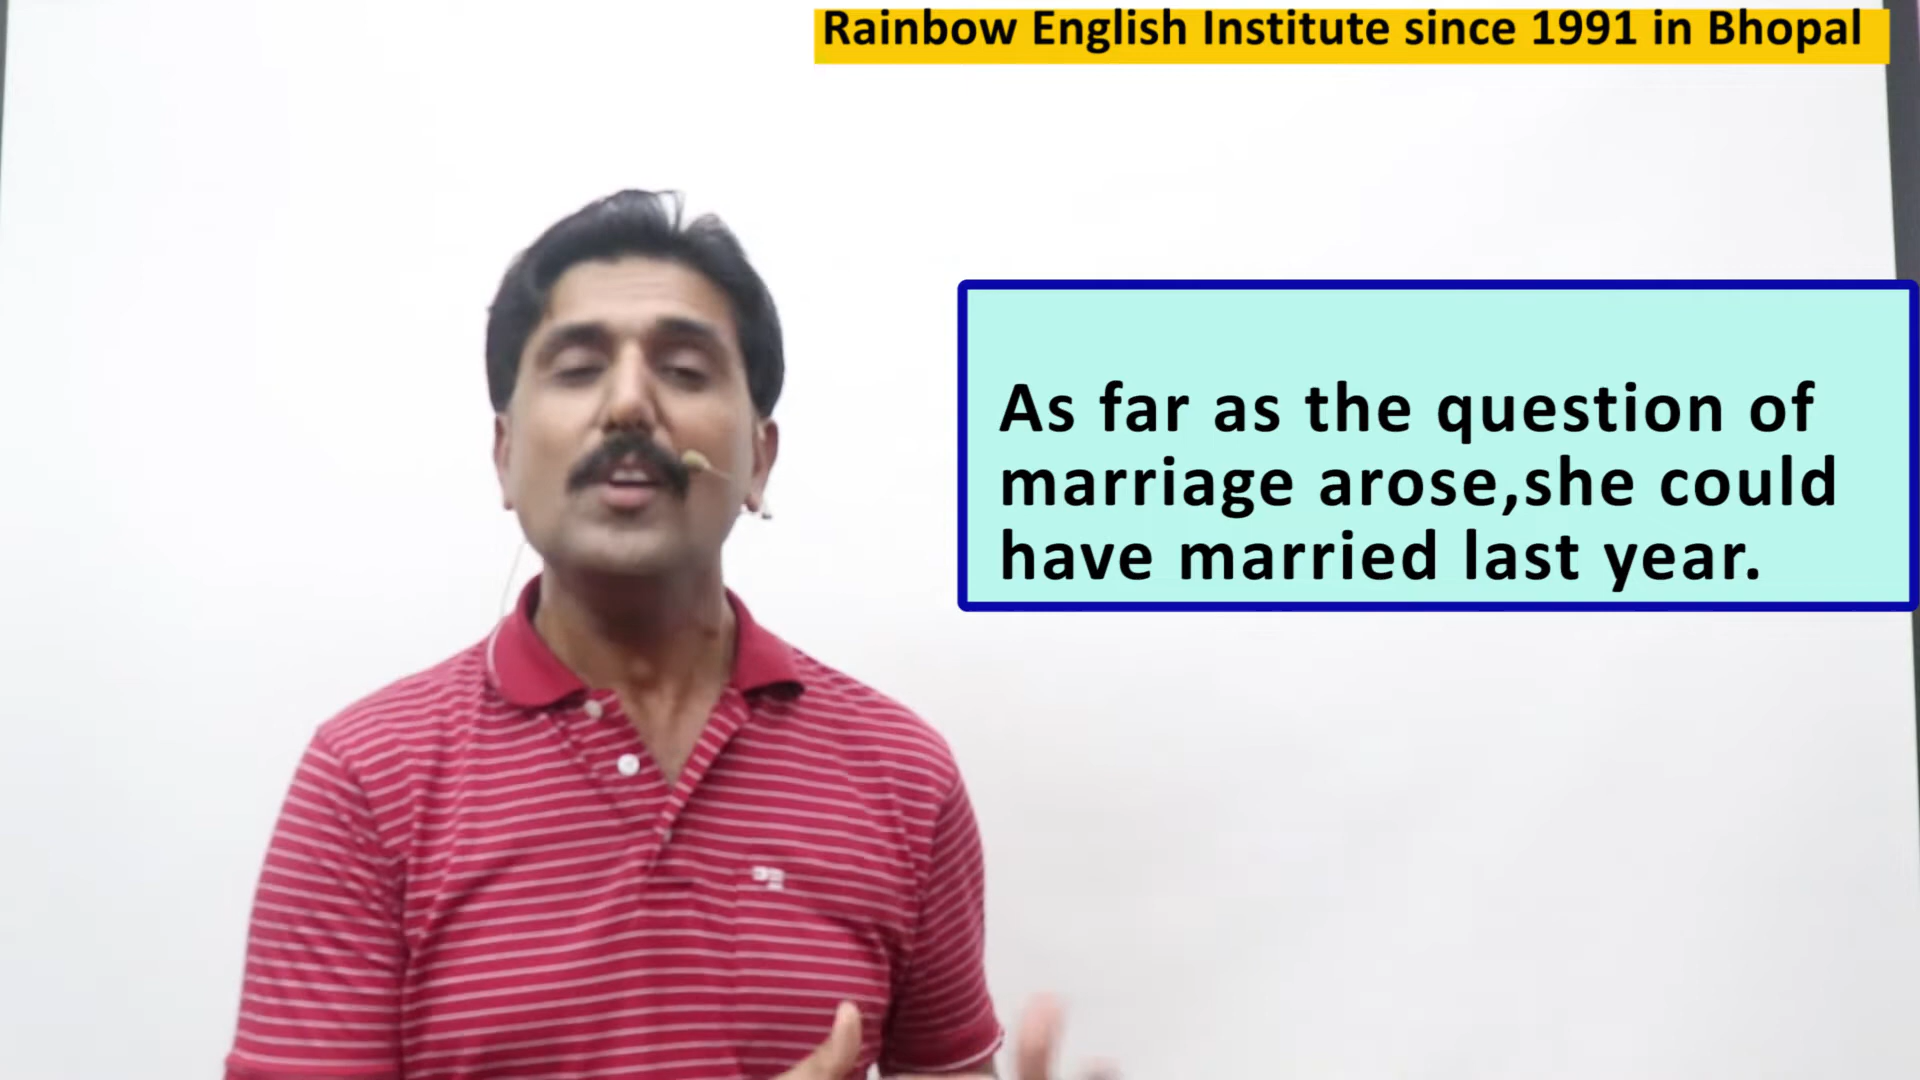 Rainbow English Institute since 1991 in Bhopal
As far as the question of
marriage arose,she could
have married last year.